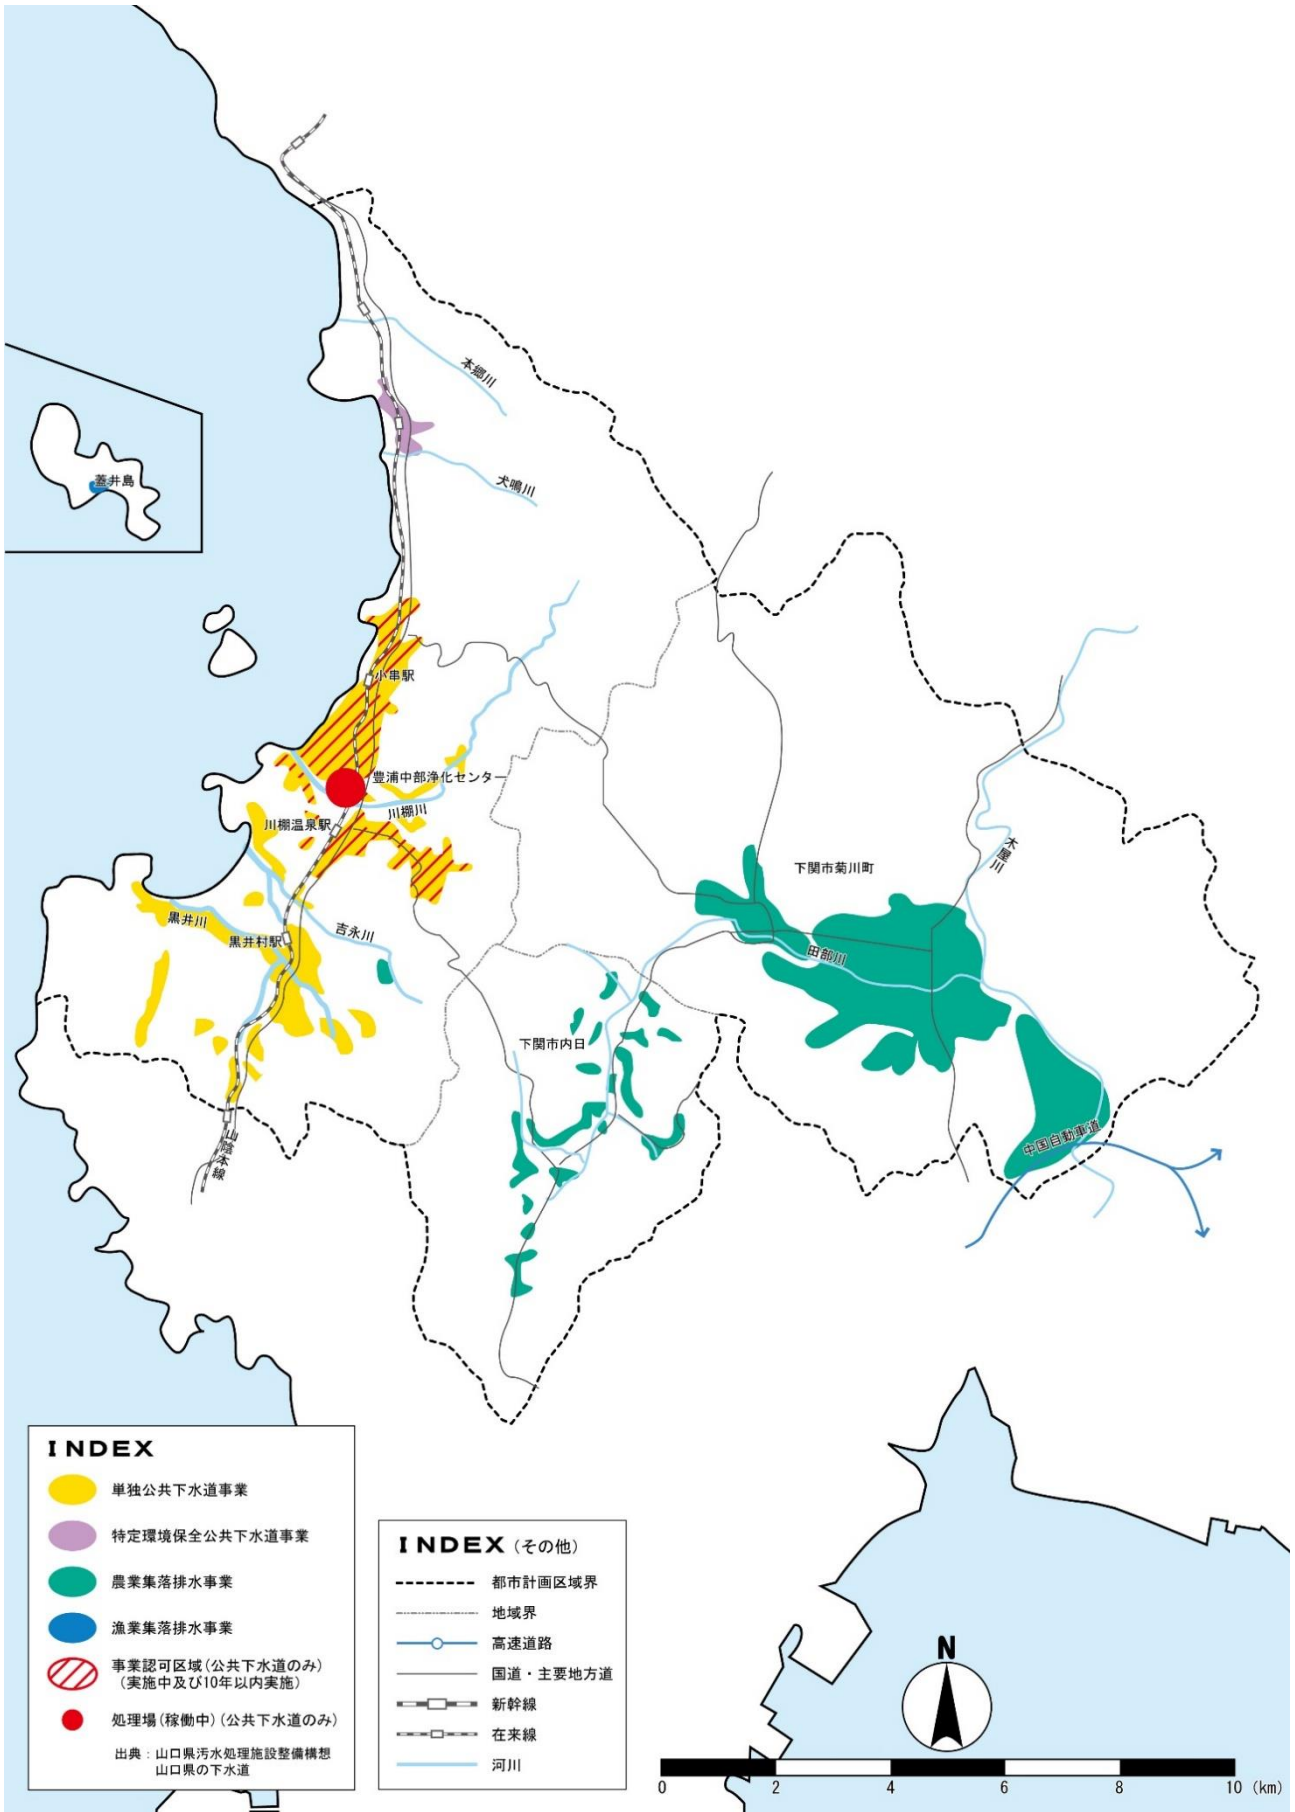 本郷川
犬鳴川
蓋井島
小串駅
豊浦中部浄化センター
川棚川
川棚温泉駅
木屋川
下関市菊川町
黒井川
吉永川
黒井村駅
田部川
下関市内日
山陰本線
中国自動車道
INDEX
単独公共下水道事業
特定環境保全公共下水道事業
農業集落排水事業
漁業集落排水事業
事業認可区域(公共下水道のみ)
(実施中及び10年以内実施)
処理場(稼働中)(公共下水道のみ)
出典：山口県汚水処理施設整備構想
山口県の下水道
INDEX(その他)
都市計画区域界
地域界
高速道路
国道・主要地方道
新幹線
在来線
河川
N
0 2 4 6 8 10 (km)